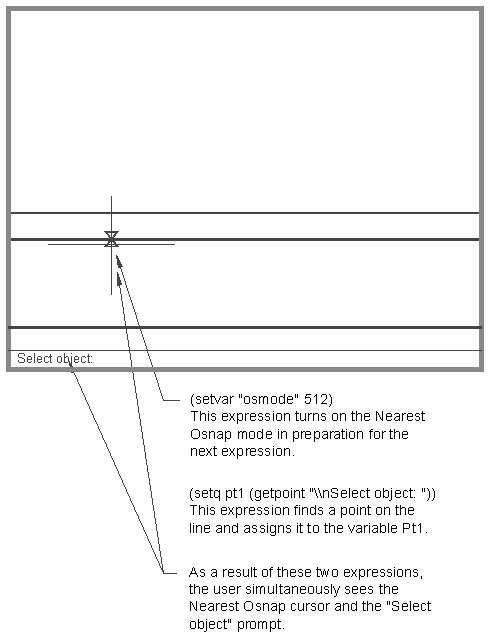 Select object:
(setvar "osmode" 512)
This expression turns on the Nearest
Osnap mode in preparation for the
next expression.
(setq pt1 (getpoint "\\nSelect object: "))
This expression finds a point on the
line and assigns it to the variable Pt1.
As a result of these two expressions,
the user simultaneously sees the
Nearest Osnap cursor and the "Select
object" prompt.